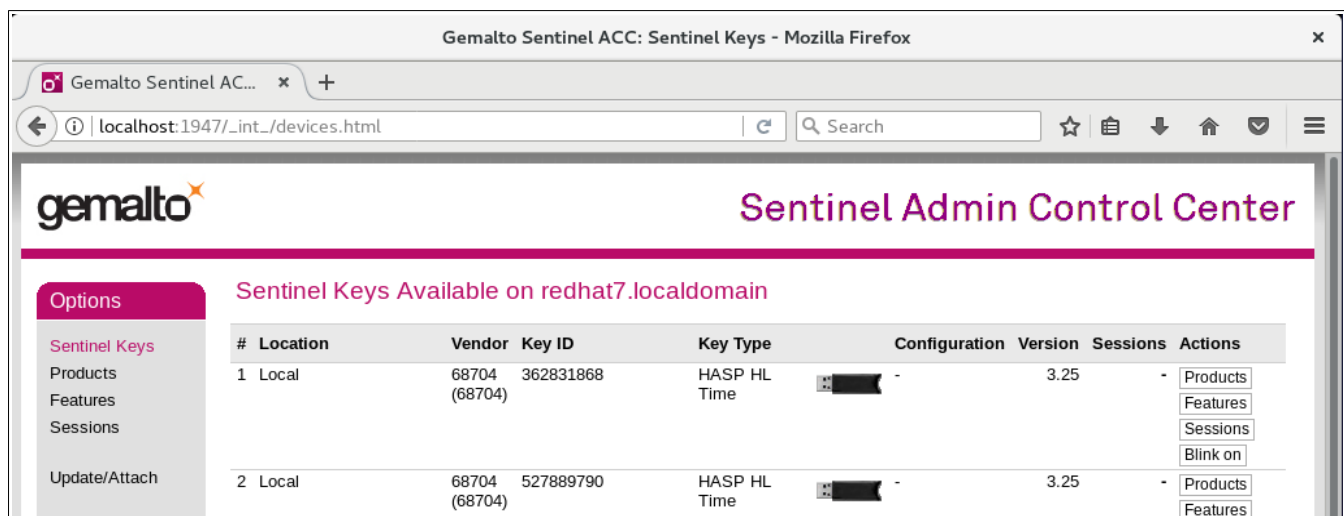 Gemalto Sentinel ACC: Sentinel Keys - Mozilla Firefox
Gemalto Sentinel AC...
localhost:1947/_int_/devices.html
Search
gemalto
Sentinel Admin Control Center
Options
Sentinel Keys Available on redhat7.localdomain
Sentinel Keys
# Location Vendor Key ID Key Type Configuration Version Sessions Actions
Products
1 Local 68704 362831868 HASP HL - 3.25 - Products
(68704) Time
Features
Features
Sessions
Sessions
Blink on
Update/Attach
2 Local 68704 527889790 HASP HL - 3.25 - Products
(68704) Time
Features